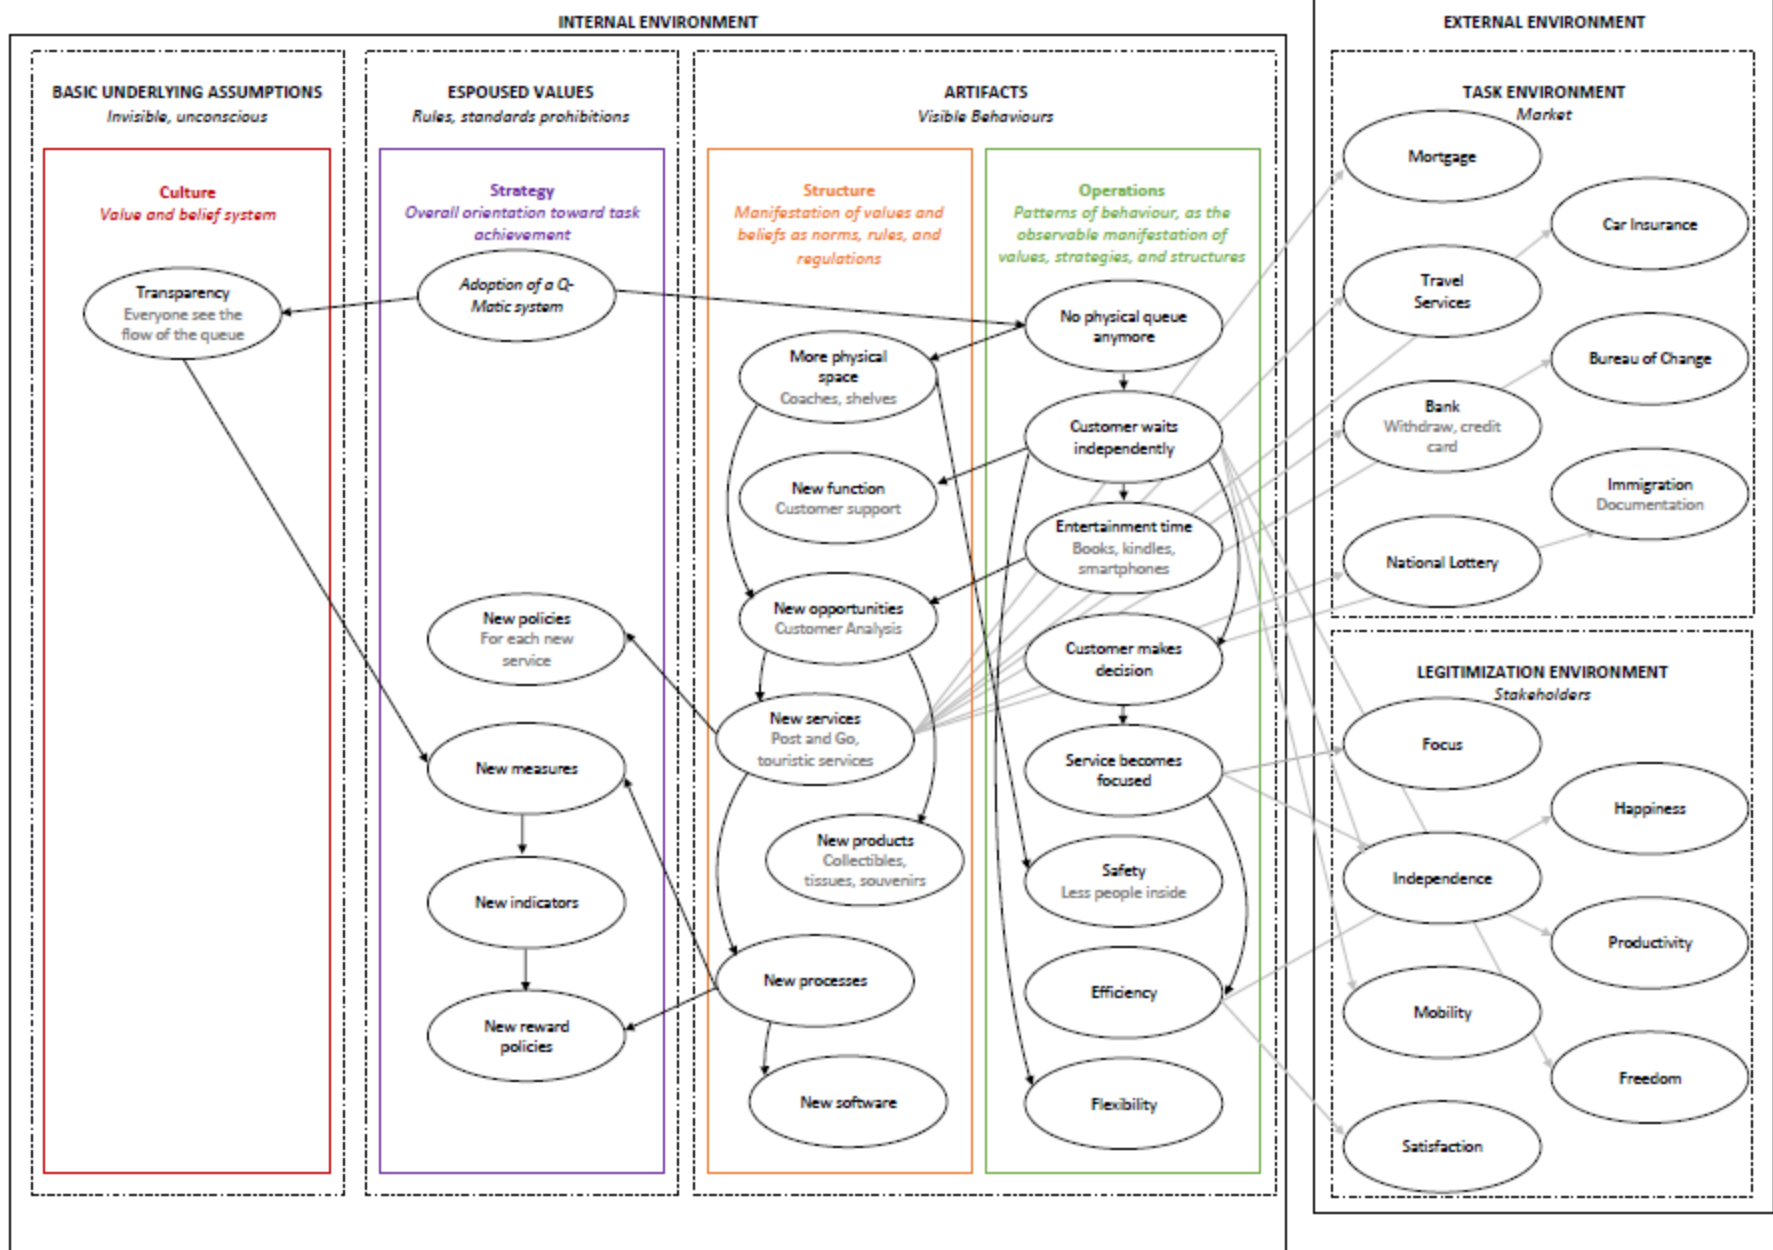 INTERNAL ENVIRONMENT
EXTERNAL ENVIRONMENT
BASIC UNDERLYING ASSUMPTIONS
Invisible, unconscious
Culture
Value and belief system
Transparency
Everyone see the
flow of the queue
ESPOUSED VALUES
Rules, standards prohibitions
Strategy
Overall orientation toward task
achievement
Adoption of a Q-
Matic system
New policies
For each new
service
New measures
New indicators
New reward
policies
ARTIFACTS
Visible Behaviours
Structure
Manifestation of values and
beliefs as norms, rules, and
regulations
More physical
space
Coaches, shelves
New function
Customer support
New opportunities
Customer Analysis
New services
Post and Go,
touristic services
New products
Collectibles,
tissues, souvenirs
New processes
New software
Operations
Patterns of behaviour, as the
observable manifestation of
values, strategies, and structures
No physical queue
anymore
Customer waits
independently
Entertainment time
Books, kindles,
smartphones
Customer makes
decision
Service becomes
focused
Safety
Less people inside
Efficiency
Flexibility
TASK ENVIRONMENT
Market
Mortgage
Car Insurance
Travel
Services
Bureau of Change
Bank
Withdraw, credit
card
Immigration
Documentation
National Lottery
LEGITIMIZATION ENVIRONMENT
Stakeholders
Focus
Happiness
Independence
Productivity
Mobility
Freedom
Satisfaction